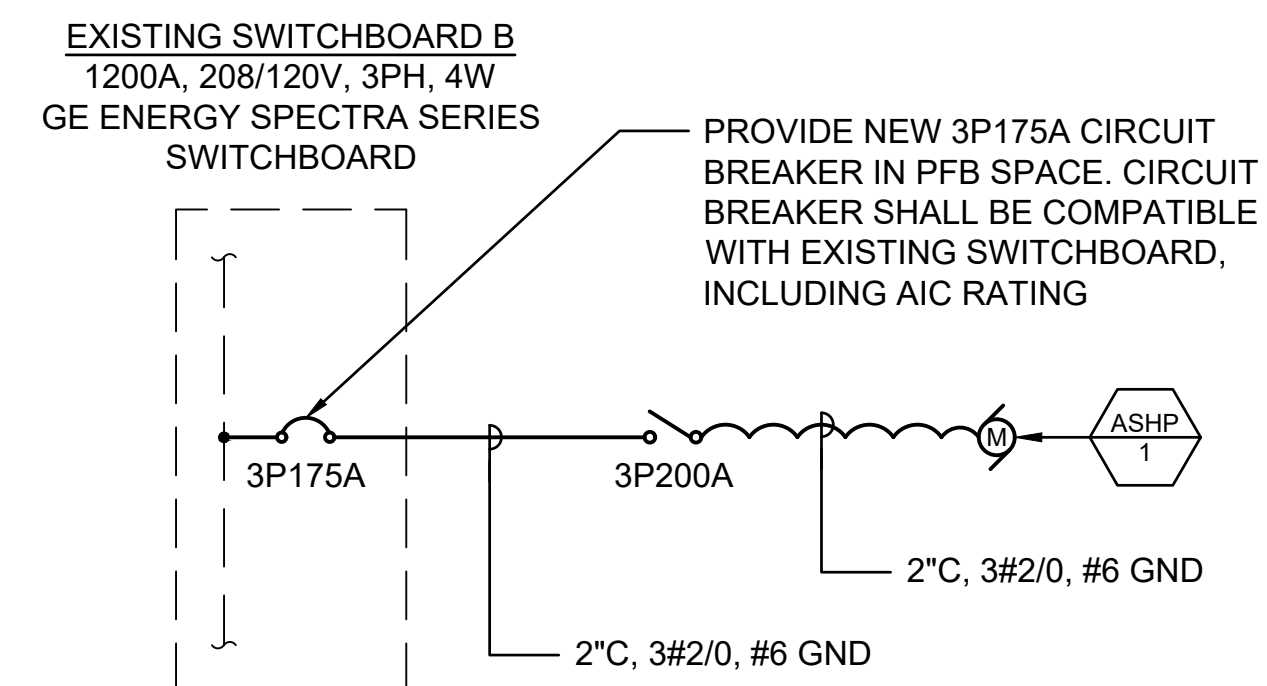 EXISTING SWITCHBOARD B
1200A, 208/120V, 3PH, 4W
GE ENERGY SPECTRA SERIES
SWITCHBOARD
PROVIDE NEW 3P175A CIRCUIT
BREAKER IN PFB SPACE. CIRCUIT
BREAKER SHALL BE COMPATIBLE
WITH EXISTING SWITCHBOARD,
INCLUDING AIC RATING
3P175A
3P200A
M
ASHP
1
2"C, 3#2/0, #6 GND
2"C, 3#2/0, #6 GND